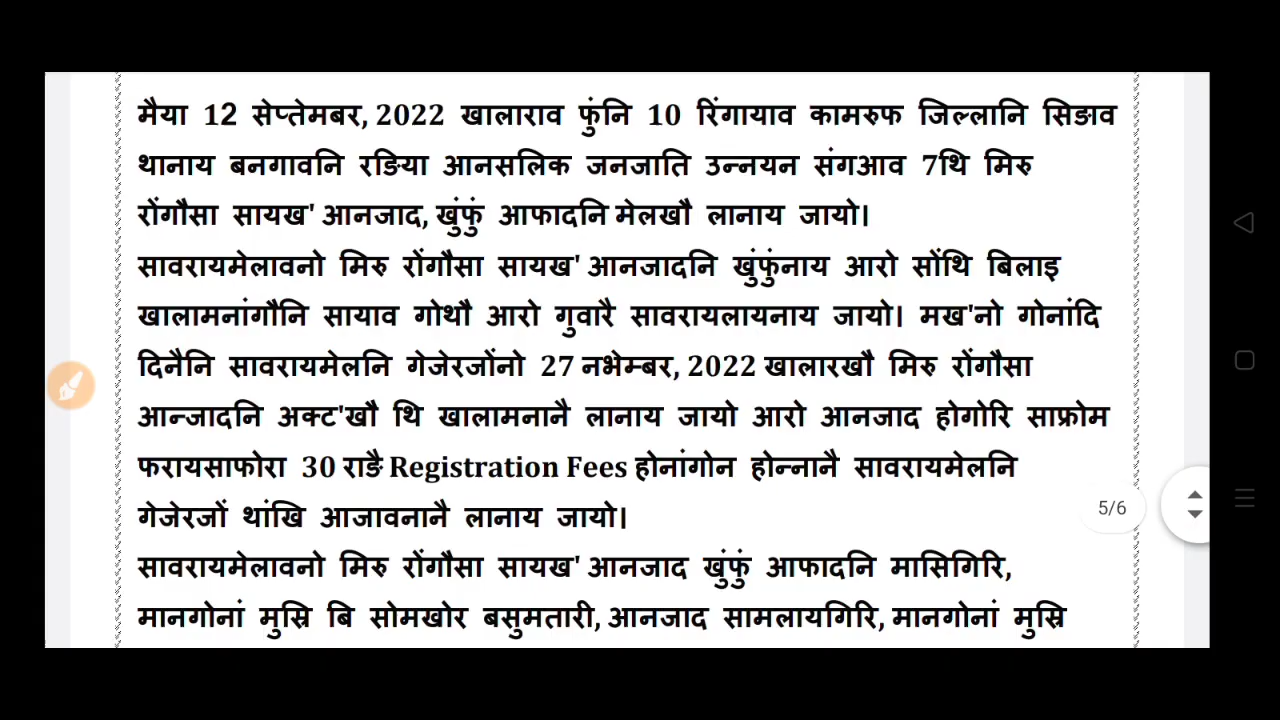 मैया 12 सेप्तेमबर, 2022 खालाराव फुंनि 10 रिंगायाव कामरुफ जिल्लानि सिङाव
थानाय बनगावनि रङिया आनसलिक जनजाति उन्नयन संगआव 7थि मिरु
रोंगौसा सायख' आनजाद, खुंफुं आफादनि मेलखौ लानाय जायो।
सावरायमेलावनो मिरु रोंगौसा सायख' आनजादनि खुंफुंनाय आरो सोंथि बिलाइ
खालामनांगौनि सायाव गोथौ आरो गुवारै सावरायलायनाय जायो। मख'नो गोनांदि
दिनैनि सावरायमेलनि गेजेरजोंनो 27 नभेम्बर, 2022 खालारखौ मिरु रोंगौसा
आन्जादनि अक्ट'खौ थि खालामनानै लानाय जायो आरो आनजाद होगोरि साफ्रोम
फरायसाफोरा 30 राङै Registration Fees होनांगोन होन्नानै सावरायमेलनि
गेजेरजों थांखि आजावनानै लानाय जायो।
सावरायमेलावनो मिरु रोंगौसा सायख' आनजाद खुंफुं आफादनि मासिगिरि,
मानगोनां मुस्रि बि सोमखोर बसुमतारी, आनजाद सामलायगिरि, मानगोनां मुस्रि
5/6